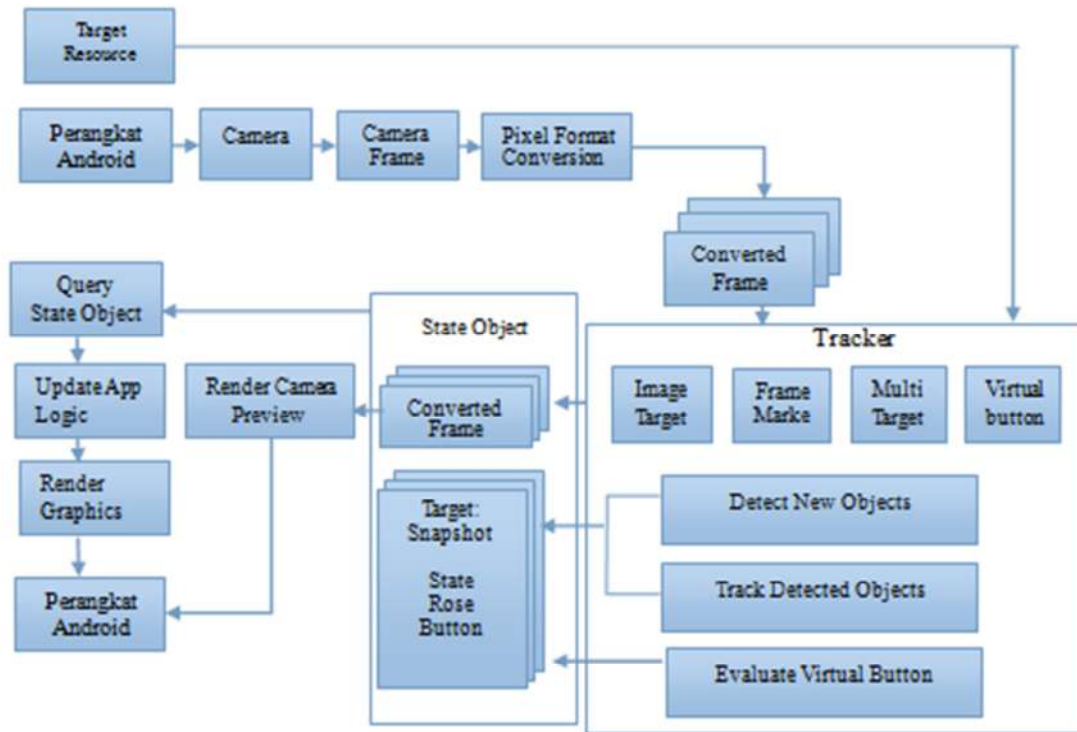 Target
Resource
Perangkat
Android
Camera
Camera
Frame
Pixel Format
Conversion
Converted
Frame
Query
State Object
Update App
Logic
Render
Graphics
Perangkat
Android
Render Camera
Preview
State Object
Converted
Frame
Target:
Snapshot
State
Rose
Button
Tracker
Image
Target
Frame
Marke
Multi
Target
Virtual
button
Detect New Objects
Track Detected Objects
Evaluate Virtual Button